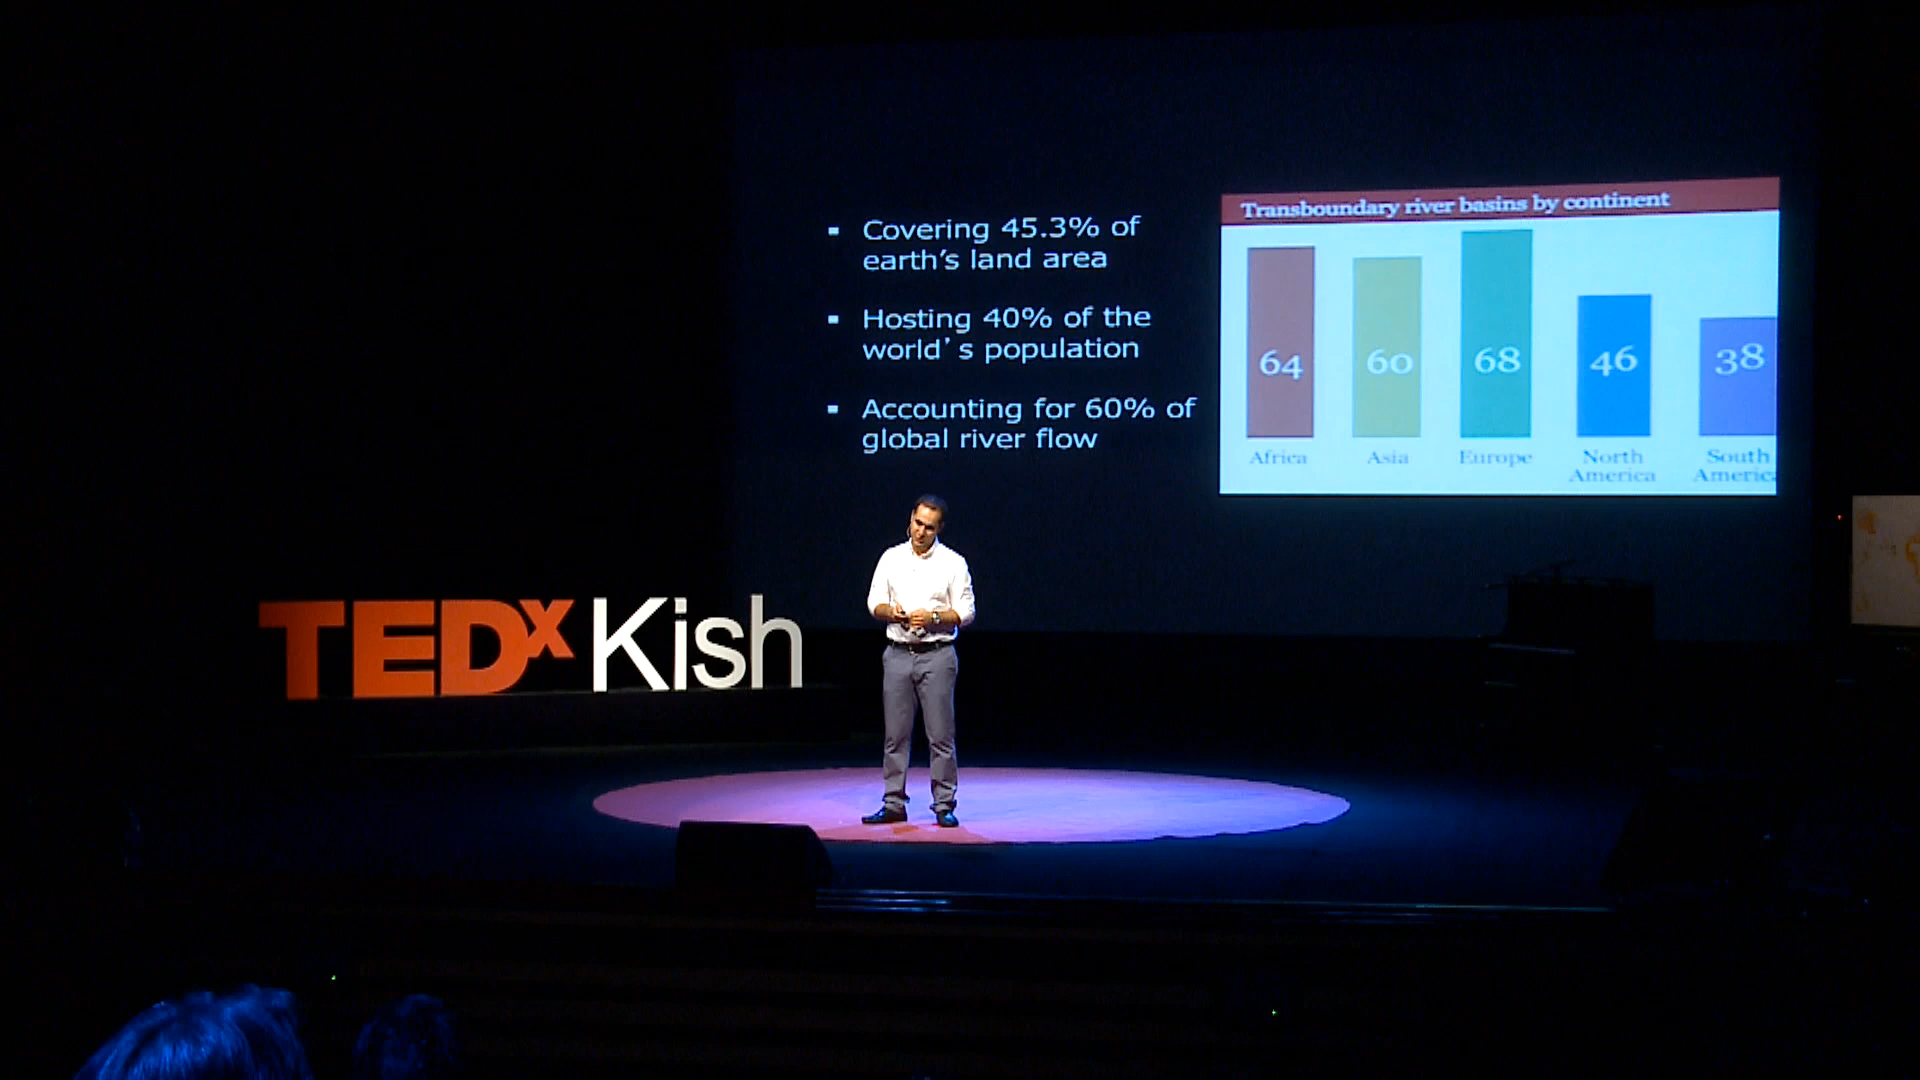 Covering 45.3% of
earth's land area
Hosting 40% of the
world's population
Accounting for 60% of
global river flow
Transboundary river basins by continent
64
60
68
46
38
Africa
Asia
Europe
North
America
South
America
TEDx Kish